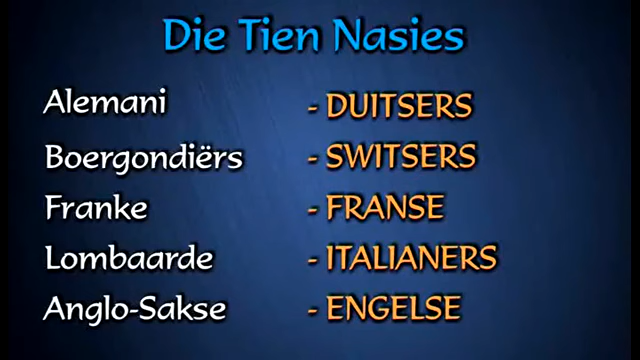 Die Tien Nasies
Alemani - DUITSERS
Boergondiërs - SWITSERS
Franke - FRANSE
Lombaarde - ITALIANERS
Anglo-Sakse - ENGELSE